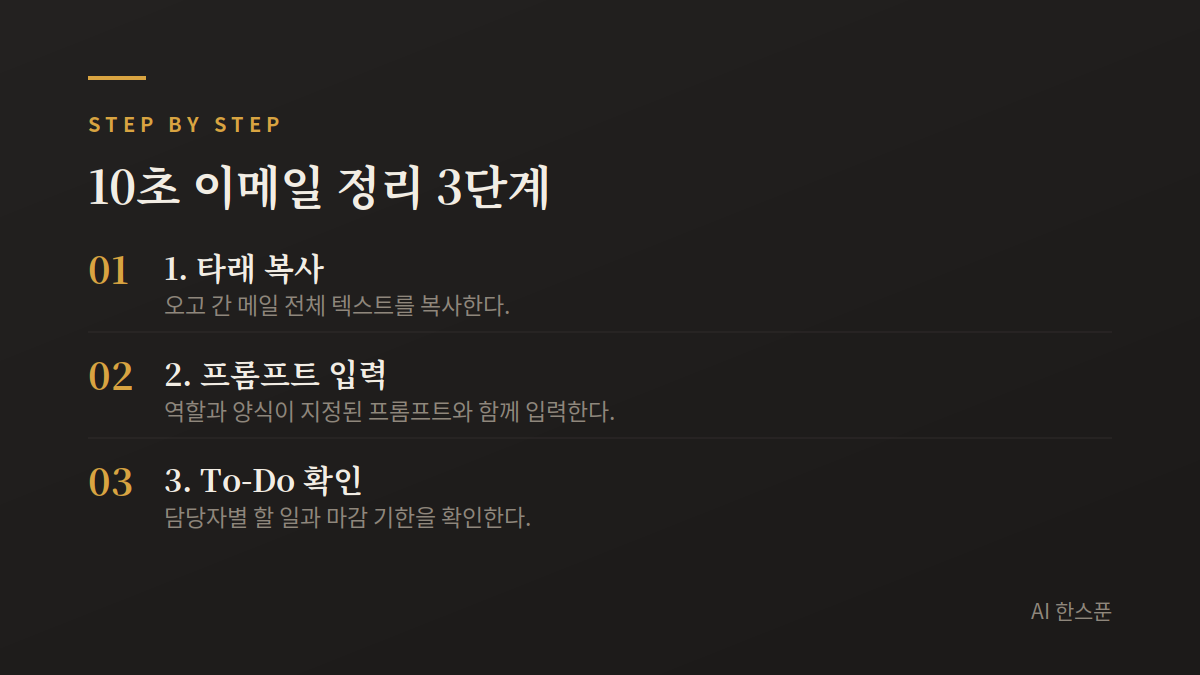 STEP BY STEP
10초 이메일 정리 3단계
01
1. 타래 복사
오고 간 메일 전체 텍스트를 복사한다.
02
2. 프롬프트 입력
역할과 양식이 지정된 프롬프트와 함께 입력한다.
03
3. To-Do 확인
담당자별 할 일과 마감 기한을 확인한다.
AI 한스푼